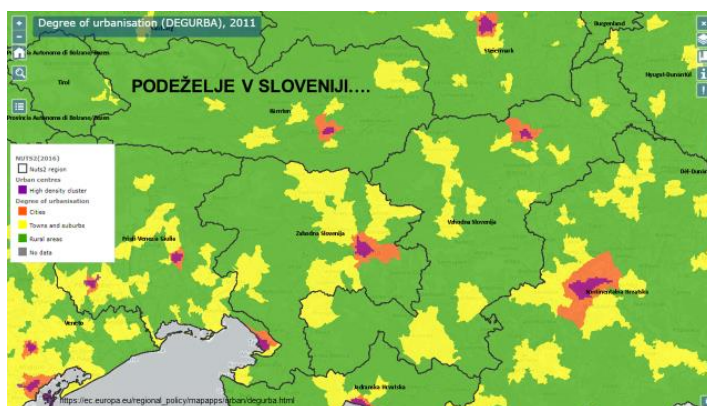 Degree of urbanisation (DEGURBA), 2011
PODEŽELJE V SLOVENIJI....
Burgenland
Steiermark
Tirol
Nyugat-Dunántúl
Provincia Autonoma di Bolzano/Bozen
Kärnten
NUTS2(2016)
Nuts2 region
Urban centres
High density cluster
Degree of urbanisation
Cities
Towns and suburbs
Rural areas
No data
Zahodna Slovenija
Vzhodna Slovenija
Friuli-Venezia Giulia
Kontinentalna Hrvatska
Veneto
Jadranska Hrvatska
https://ec.europa.eu/regional_policy/mapapps/urban/degurba.html